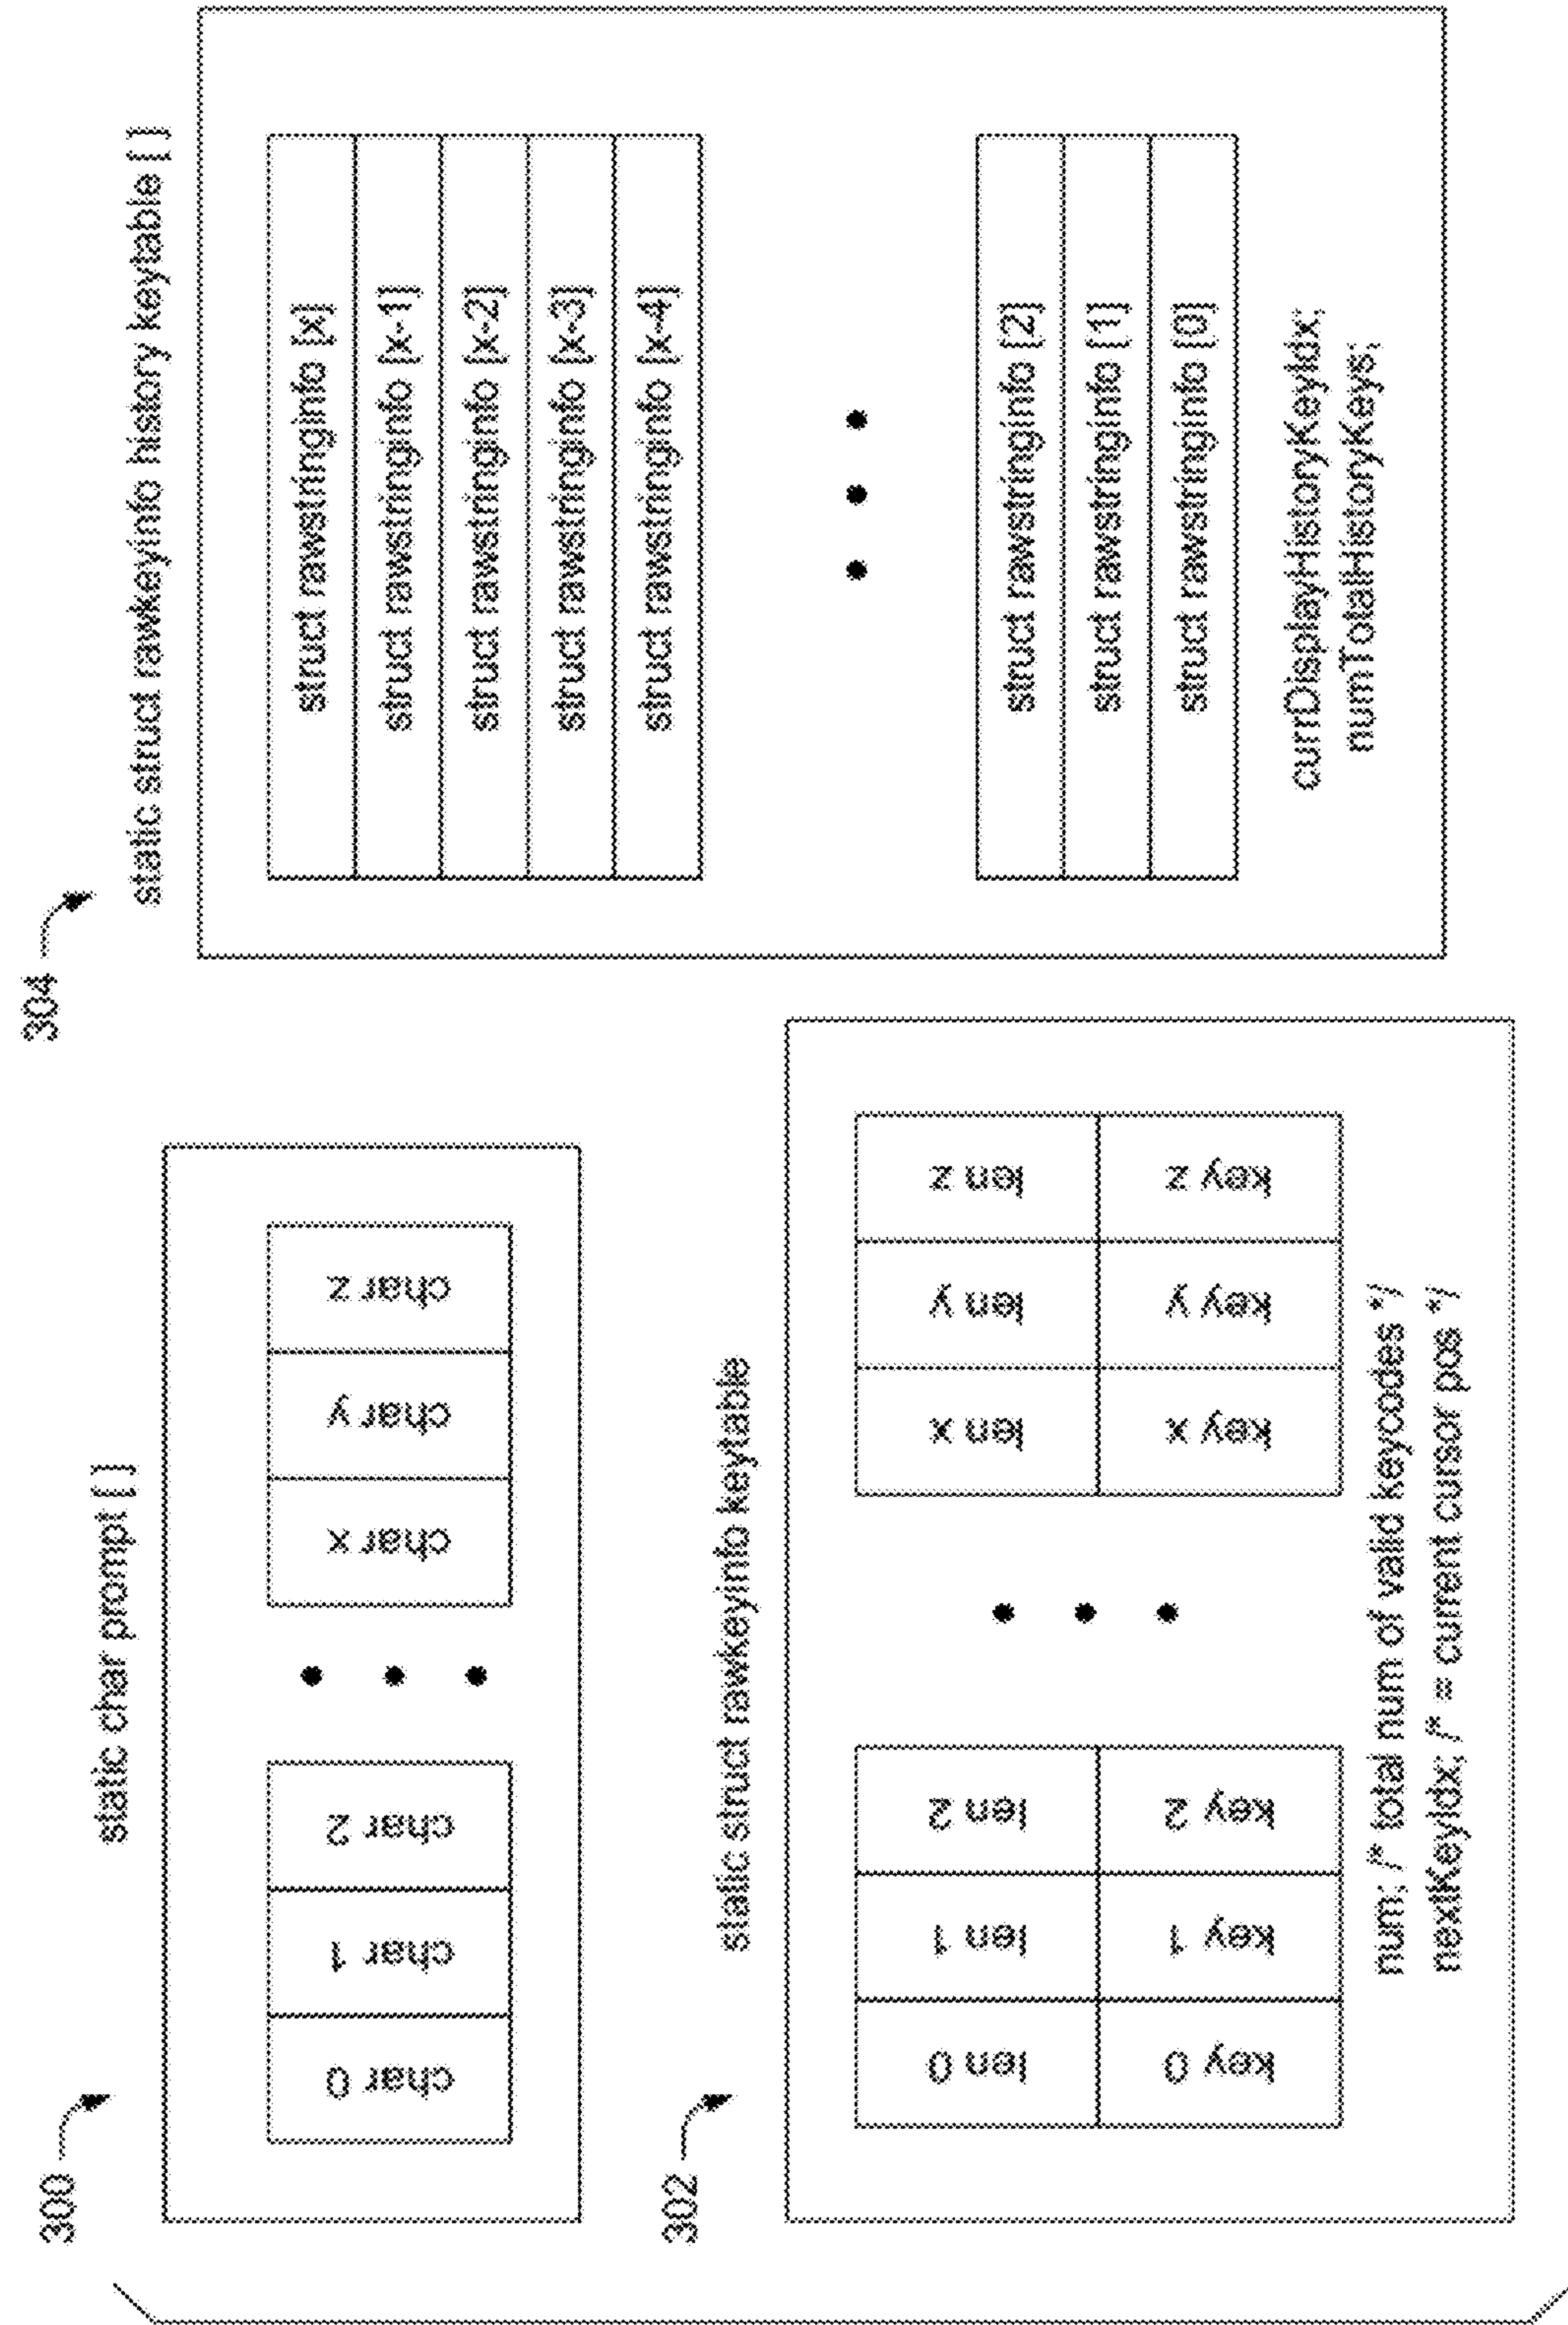 300
static char prompt [ ]
char 0
char 1
char 2
char x
char y
char z
302
static struct rawkeyinfo keytable
len 0
len 1
len 2
len x
len y
len z
key 0
key 1
key 2
key x
key y
key z
num; /* total num of valid keycodes */
nextKeyIdx; /* = current cursor pos */
304
static struct rawkeyinfo history keytable [ ]
struct rawstringinfo [x]
struct rawstringinfo [x-1]
struct rawstringinfo [x-2]
struct rawstringinfo [x-3]
struct rawstringinfo [x-4]
struct rawstringinfo [2]
struct rawstringinfo [1]
struct rawstringinfo [0]
currDisplayHistoryKeyIdx;
numTotalHistoryKeys;